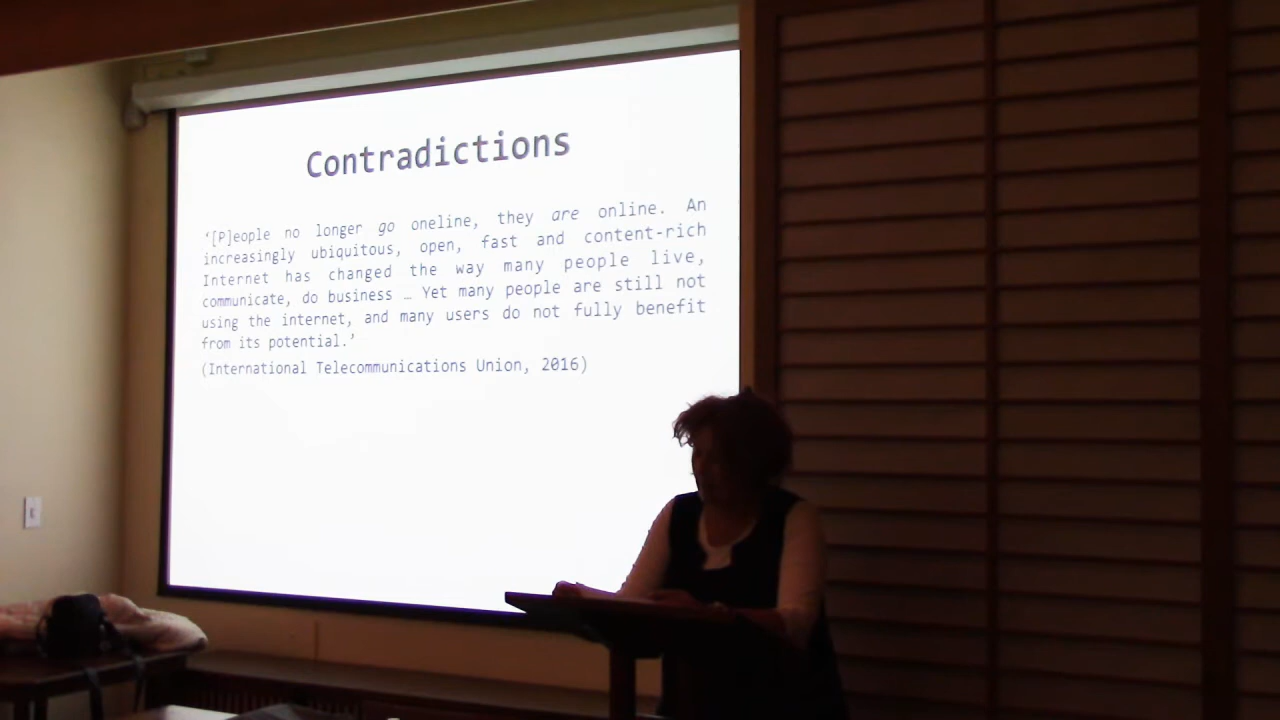 Contradictions
‘[P]eople no longer go oneline, they are online. An
increasingly ubiquitous, open, fast and content-rich
Internet has changed the way many people live,
communicate, do business … Yet many people are still not
using the internet, and many users do not fully benefit
from its potential.’
(International Telecommunications Union, 2016)